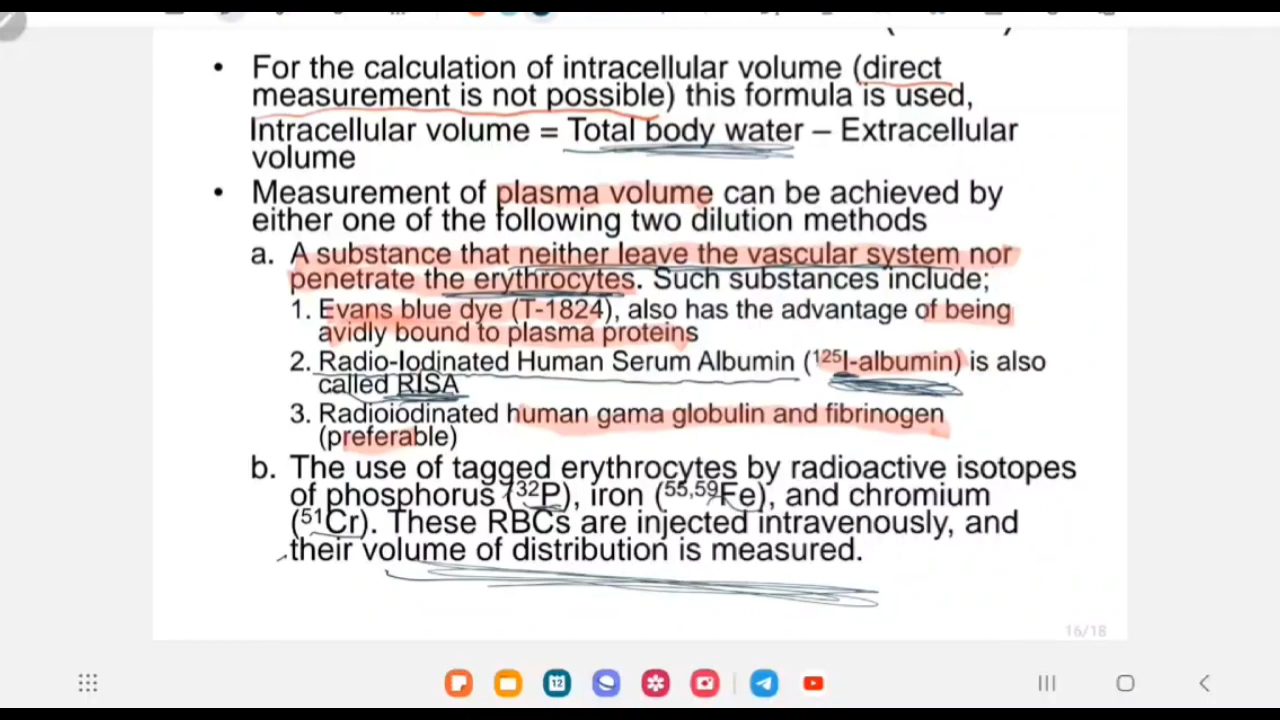 • For the calculation of intracellular volume (direct
measurement is not possible) this formula is used,
Intracellular volume = Total body water – Extracellular
volume
• Measurement of plasma volume can be achieved by
either one of the following two dilution methods
a. A substance that neither leave the vascular system nor
penetrate the erythrocytes. Such substances include;
1. Evans blue dye (T-1824), also has the advantage of being
avidly bound to plasma proteins
2. Radio-Iodinated Human Serum Albumin (¹²⁵I-albumin) is also
called RISA
3. Radioiodinated human gama globulin and fibrinogen
(preferable)
b. The use of tagged erythrocytes by radioactive isotopes
of phosphorus (³²P), iron (⁵⁵,⁵⁹Fe), and chromium
(⁵¹Cr). These RBCs are injected intravenously, and
their volume of distribution is measured.
16/18
12